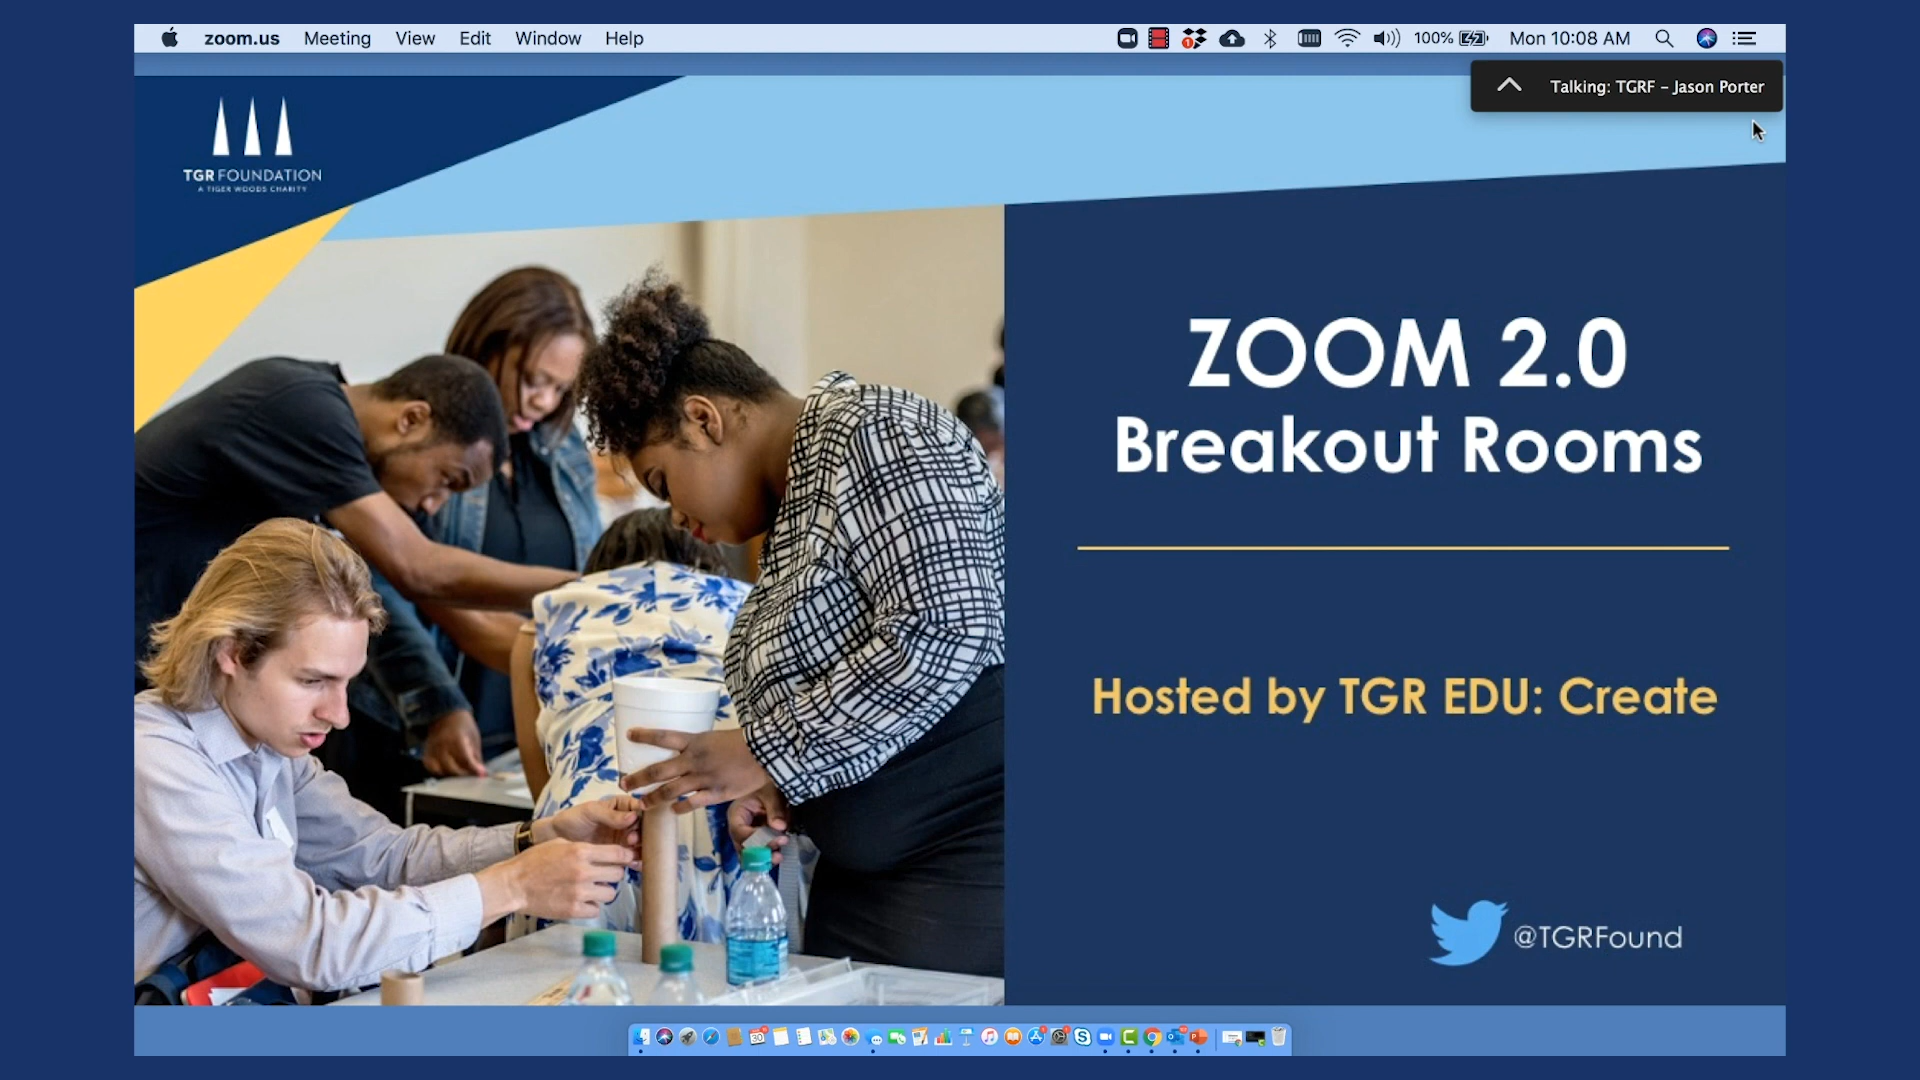 zoom.us Meeting View Edit Window Help 100% Mon 10:08 AM
Talking: TGRF – Jason Porter
TGR FOUNDATION
A TIGER WOODS CHARITY
ZOOM 2.0
Breakout Rooms
Hosted by TGR EDU: Create
@TGRFound
30